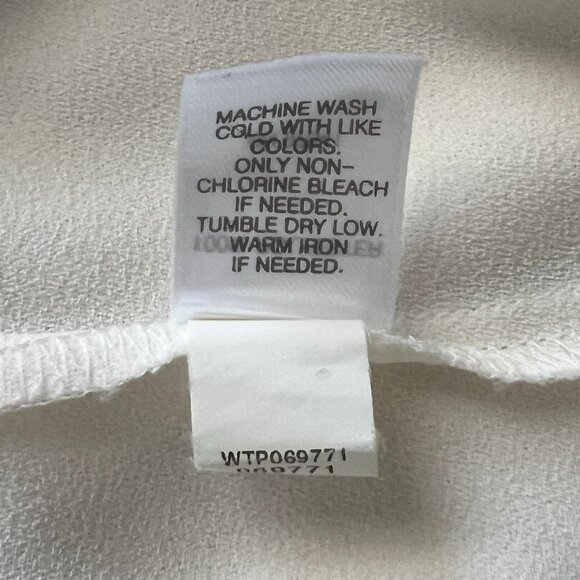 MACHINE WASH
COLD WITH LIKE
COLORS.
ONLY NON-
CHLORINE BLEACH
IF NEEDED.
TUMBLE DRY LOW.
WARM IRON
IF NEEDED.
WTP069771
069771